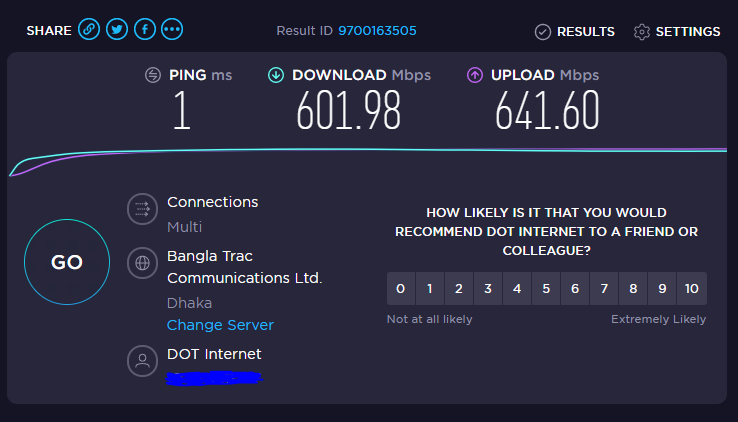 SHARE
Result ID 9700163505
RESULTS
SETTINGS
PING ms
DOWNLOAD Mbps
UPLOAD Mbps
1
601.98
641.60
GO
Connections
Multi
Bangla Trac
Communications Ltd.
Dhaka
Change Server
DOT Internet
HOW LIKELY IS IT THAT YOU WOULD
RECOMMEND DOT INTERNET TO A FRIEND OR
COLLEAGUE?
0 1 2 3 4 5 6 7 8 9 10
Not at all likely
Extremely Likely